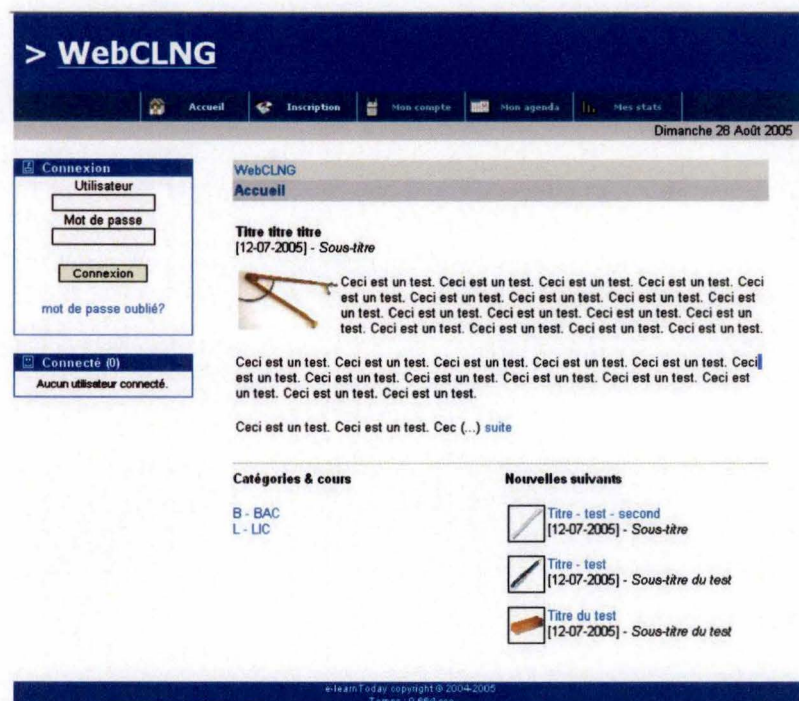 > WebCLNG
Accueil Inscription Mon compte Mon agenda Mes stats
Dimanche 28 Août 2005
Connexion
Utilisateur
Mot de passe
Connexion
mot de passe oublié?
Connecté (0)
Aucun utilisateur connecté.
WebCLNG
Accueil
Titre titre titre
[12-07-2005] - Sous-titre
Ceci est un test. Ceci est un test. Ceci est un test. Ceci est un test. Ceci
est un test. Ceci est un test. Ceci est un test. Ceci est un test. Ceci est
un test. Ceci est un test. Ceci est un test. Ceci est un test. Ceci est un
test. Ceci est un test. Ceci est un test. Ceci est un test. Ceci est un test.
Ceci est un test. Ceci est un test. Ceci est un test. Ceci est un test. Ceci est un test. Ceci
est un test. Ceci est un test. Ceci est un test. Ceci est un test. Ceci est un test. Ceci est
un test. Ceci est un test. Ceci est un test.
Ceci est un test. Ceci est un test. Cec (...) suite
Catégories & cours
B - BAC
L - LIC
Nouvelles suivants
Titre - test - second
[12-07-2005] - Sous-titre
Titre - test
[12-07-2005] - Sous-titre du test
Titre du test
[12-07-2005] - Sous-titre du test
e-learnToday copyright © 2004-2005